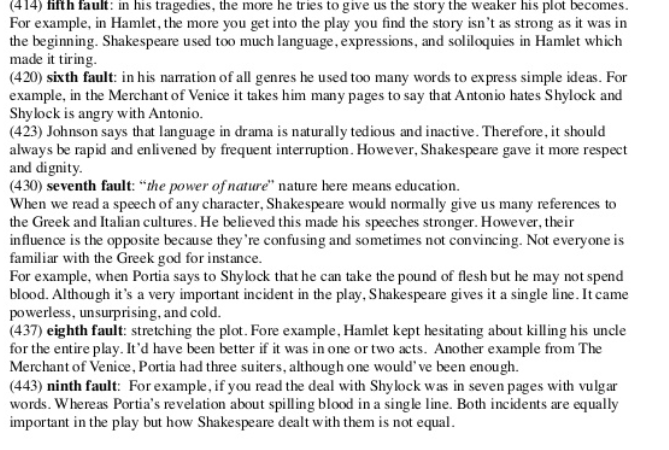 (414) fifth fault: in his tragedies, the more he tries to give us the story the weaker his plot becomes.
For example, in Hamlet, the more you get into the play you find the story isn't as strong as it was in
the beginning. Shakespeare used too much language, expressions, and soliloquies in Hamlet which
made it tiring.
(420) sixth fault: in his narration of all genres he used too many words to express simple ideas. For
example, in the Merchant of Venice it takes him many pages to say that Antonio hates Shylock and
Shylock is angry with Antonio.
(423) Johnson says that language in drama is naturally tedious and inactive. Therefore, it should
always be rapid and enlivened by frequent interruption. However, Shakespeare gave it more respect
and dignity.
(430) seventh fault: “the power of nature” nature here means education.
When we read a speech of any character, Shakespeare would normally give us many references to
the Greek and Italian cultures. He believed this made his speeches stronger. However, their
influence is the opposite because they're confusing and sometimes not convincing. Not everyone is
familiar with the Greek god for instance.
For example, when Portia says to Shylock that he can take the pound of flesh but he may not spend
blood. Although it's a very important incident in the play, Shakespeare gives it a single line. It came
powerless, unsurprising, and cold.
(437) eighth fault: stretching the plot. Fore example, Hamlet kept hesitating about killing his uncle
for the entire play. It'd have been better if it was in one or two acts. Another example from The
Merchant of Venice, Portia had three suiters, although one would've been enough.
(443) ninth fault: For example, if you read the deal with Shylock was in seven pages with vulgar
words. Whereas Portia's revelation about spilling blood in a single line. Both incidents are equally
important in the play but how Shakespeare dealt with them is not equal.